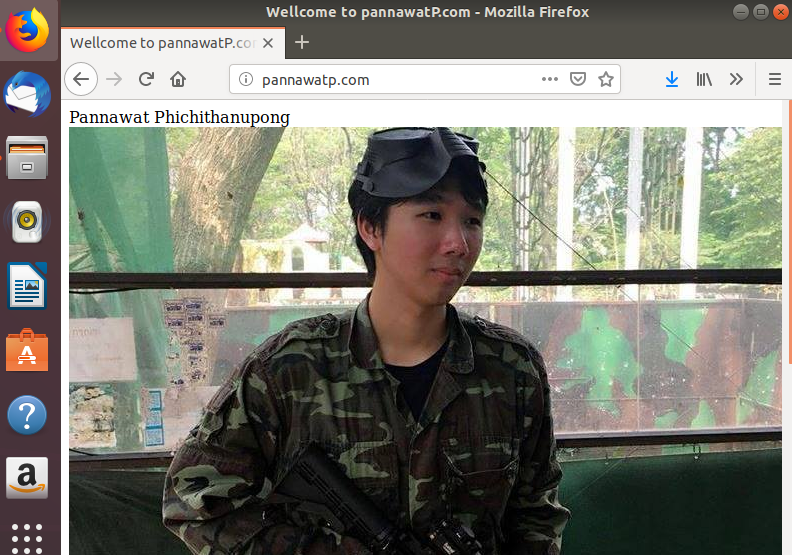 Wellcome to pannawatP.com - Mozilla Firefox
Wellcome to pannawatP.co
pannawatp.com
Pannawat Phichithanupong